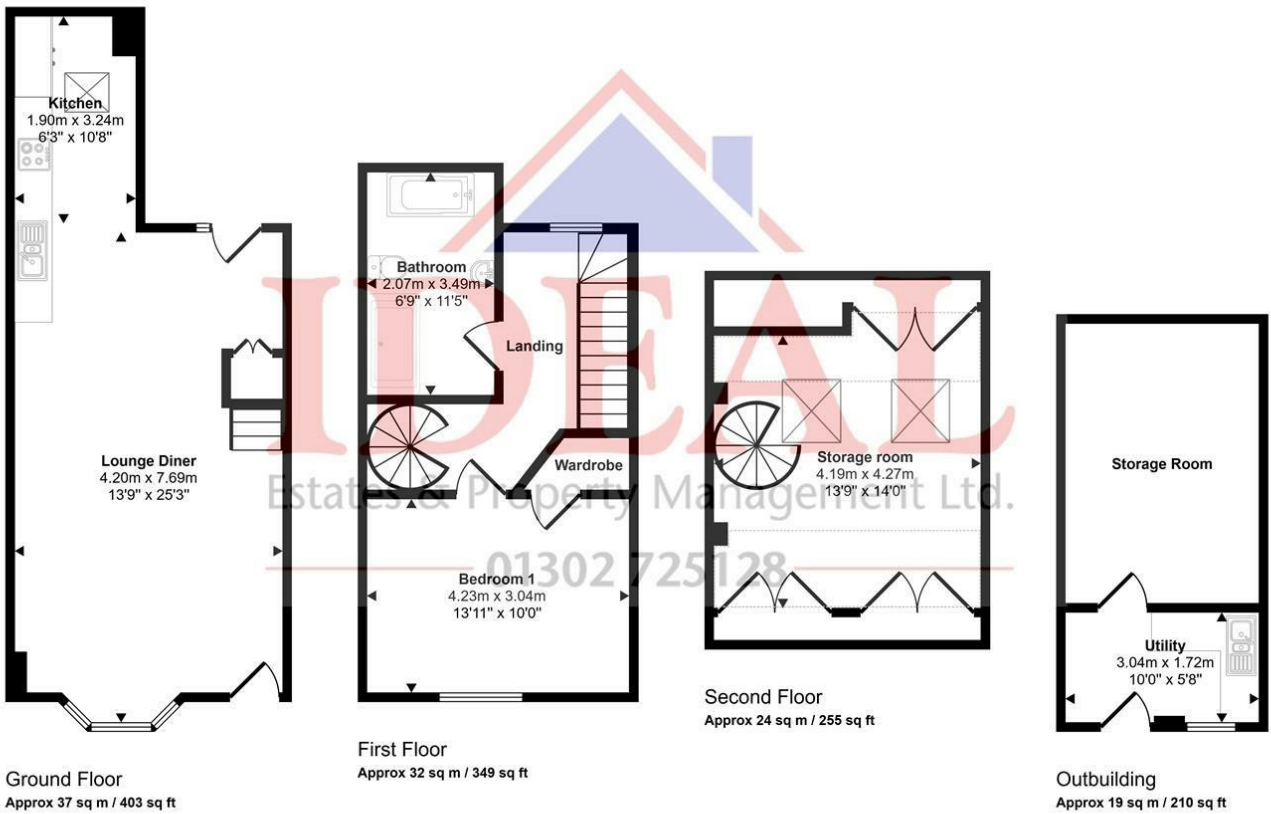 Kitchen
1.90m x 3.24m
6'3" x 10'8"
Lounge Diner
4.20m x 7.69m
13'9" x 25'3"
Ground Floor
Approx 37 sq m / 403 sq ft
Bathroom
2.07m x 3.49m
6'9" x 11'5"
Landing
Wardrobe
Bedroom 1
4.23m x 3.04m
13'11" x 10'0"
First Floor
Approx 32 sq m / 349 sq ft
Storage room
4.19m x 4.27m
13'9" x 14'0"
Second Floor
Approx 24 sq m / 255 sq ft
Storage Room
Utility
3.04m x 1.72m
10'0" x 5'8"
Outbuilding
Approx 19 sq m / 210 sq ft
IDEAL
Estates & Property Management Ltd.
01302 725128